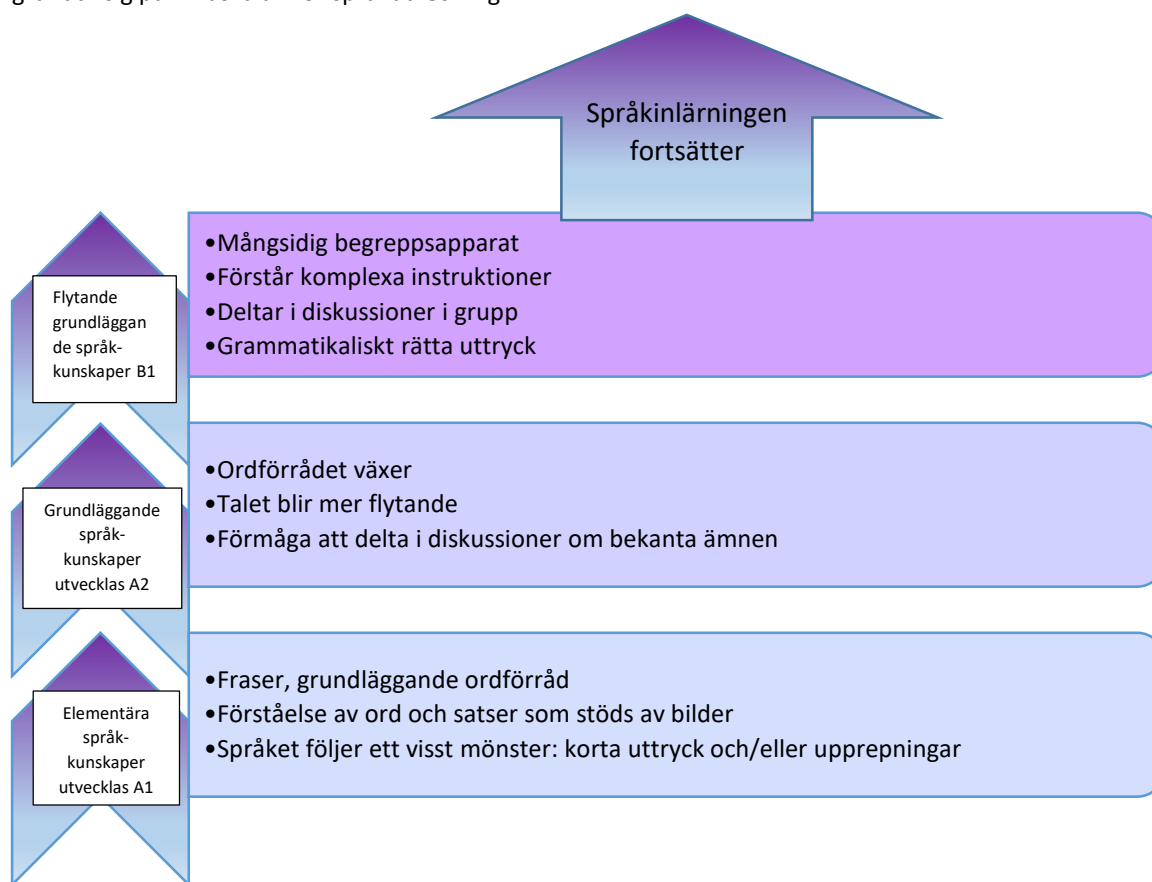 Språkinlärningen
fortsätter
Flytande
grundläggan
de språk-
kunskaper B1
•Mångsidig begreppsapparat
•Förstår komplexa instruktioner
•Deltar i diskussioner i grupp
•Grammatikaliskt rätta uttryck
Grundläggande
språk-
kunskaper
utvecklas A2
•Ordförrådet växer
•Talet blir mer flytande
•Förmåga att delta i diskussioner om bekanta ämnen
Elementära
språk-
kunskaper
utvecklas A1
•Fraser, grundläggande ordförråd
•Förståelse av ord och satser som stöds av bilder
•Språket följer ett visst mönster: korta uttryck och/eller upprepningar